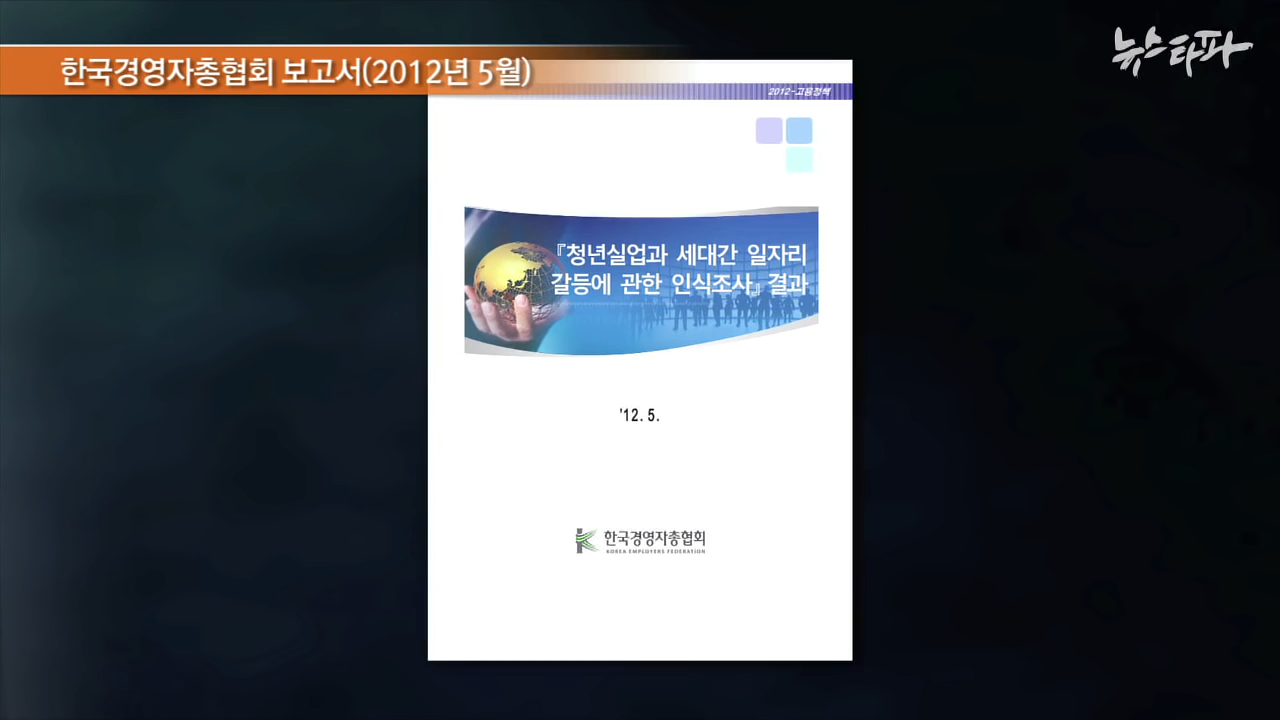 한국경영자총협회 보고서(2012년 5월)
뉴스타파
2012-고용정책
『청년실업과 세대간 일자리
갈등에 관한 인식조사』 결과
'12. 5.
한국경영자총협회
KOREA EMPLOYERS FEDERATION